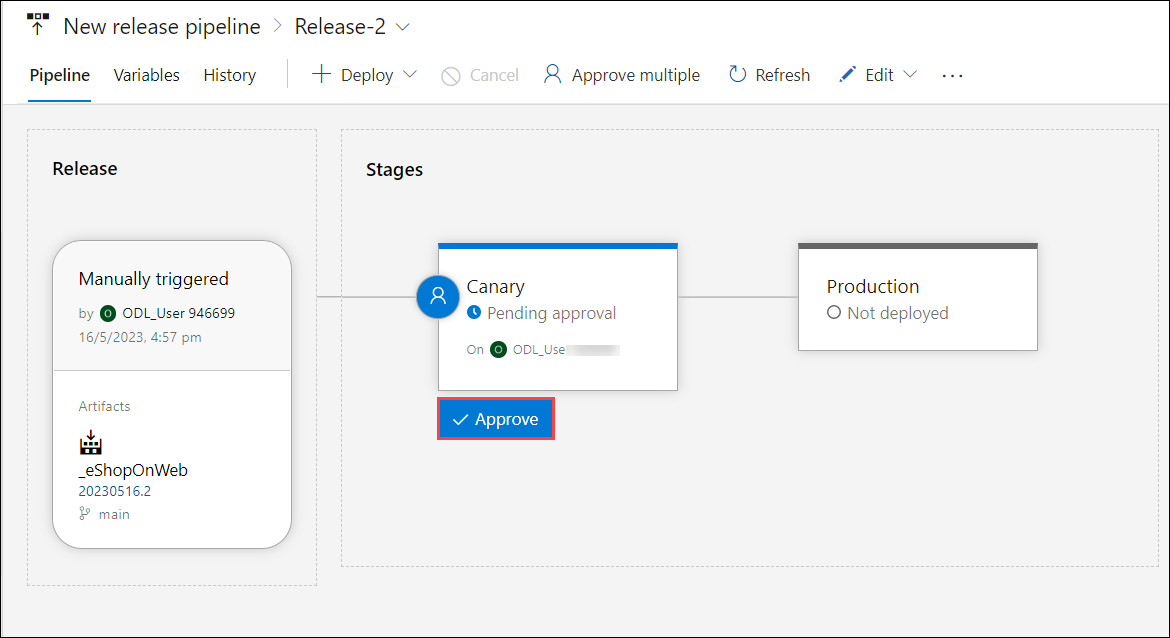 New release pipeline > Release-2
Pipeline Variables History Deploy Cancel Approve multiple Refresh Edit ...
Release
Stages
Manually triggered
by O ODL_User 946699
16/5/2023, 4:57 pm
Artifacts
_eShopOnWeb
20230516.2
main
Canary
Pending approval
On O ODL_Use
Approve
Production
Not deployed